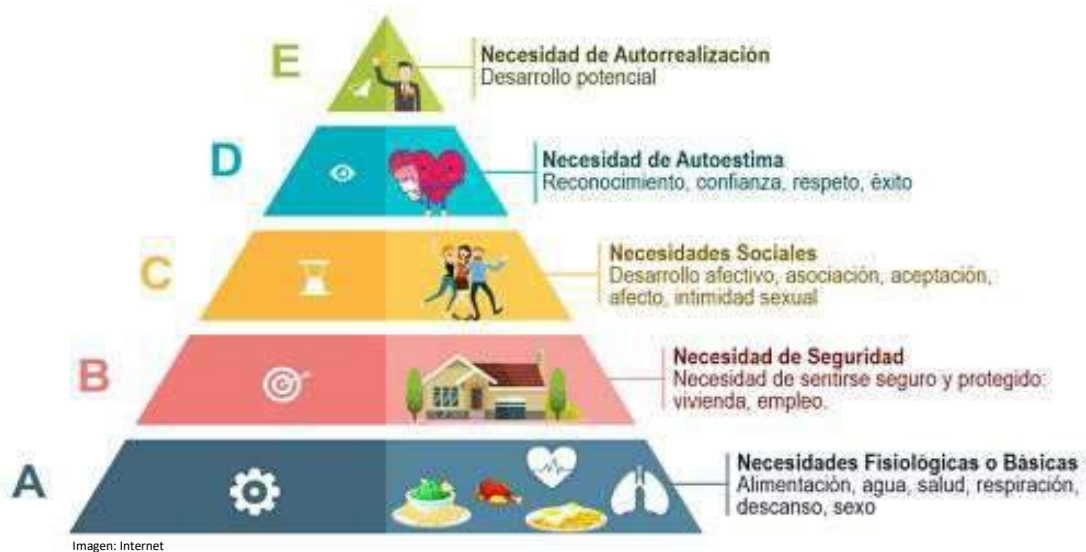 E
Necesidad de Autorrealización
Desarrollo potencial
D
Necesidad de Autoestima
Reconocimiento, confianza, respeto, éxito
C
Necesidades Sociales
Desarrollo afectivo, asociación, aceptación,
afecto, intimidad sexual
B
Necesidad de Seguridad
Necesidad de sentirse seguro y protegido:
vivienda, empleo.
A
Necesidades Fisiológicas o Básicas
Alimentación, agua, salud, respiración,
descanso, sexo
Imagen: Internet